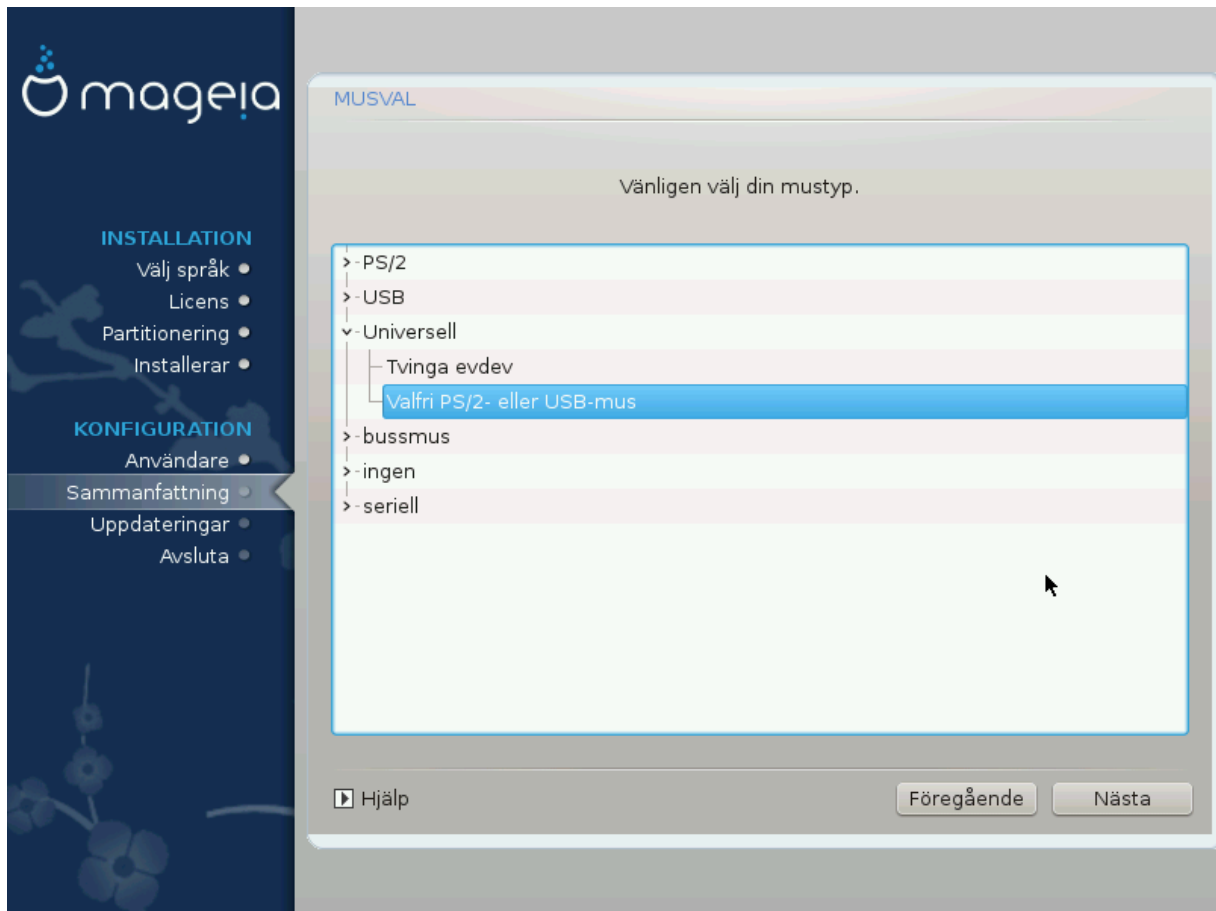 mageia
INSTALLATION
Välj språk
Licens
Partitionering
Installerar
KONFIGURATION
Användare
Sammanfattning
Uppdateringar
Avsluta
MUSVAL
Vänligen välj din mustyp.
PS/2
USB
Universell
Tvinga evdev
Valfri PS/2- eller USB-mus
bussmus
ingen
seriell
Hjälp
Föregående
Nästa